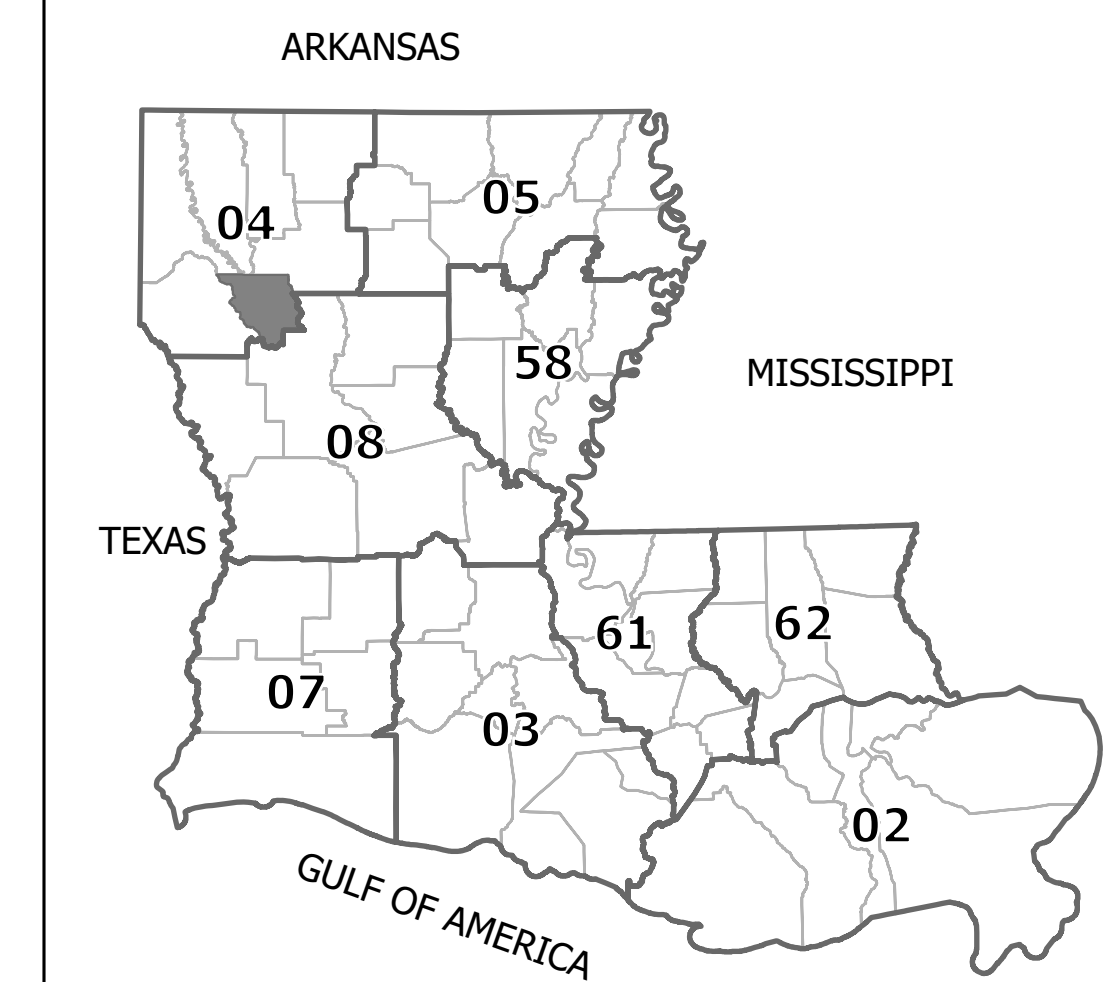 ARKANSAS
05
04
58
MISSISSIPPI
08
TEXAS
62
61
07
03
02
GULF OF AMERICA